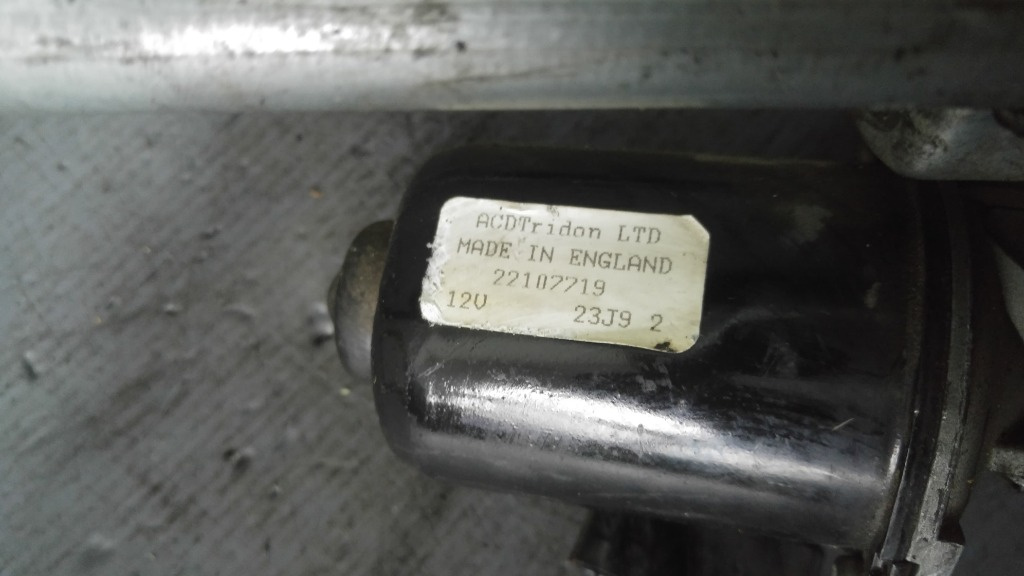 ACDTridon LTD
MADE IN ENGLAND
22107719
12V 23J9 2